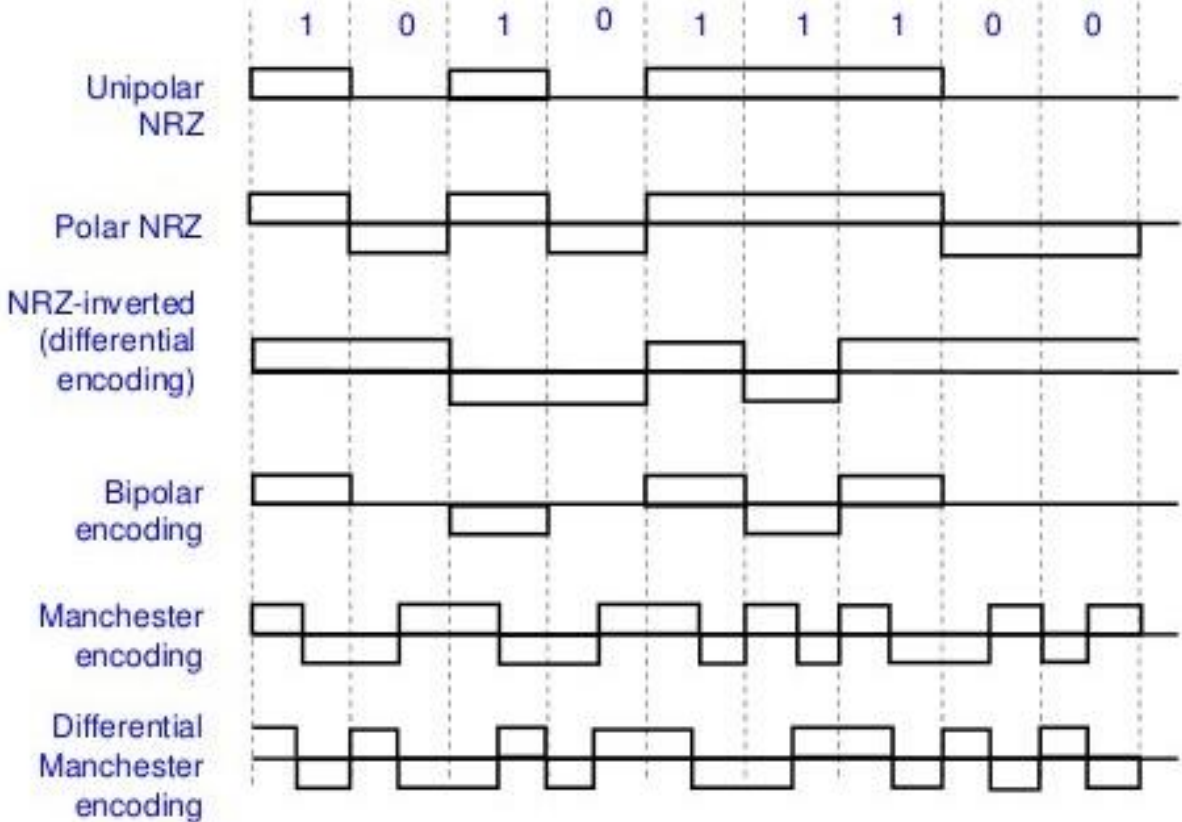 1 0 1 0 1 1 1 0 0
Unipolar
NRZ
Polar NRZ
NRZ-inverted
(differential
encoding)
Bipolar
encoding
Manchester
encoding
Differential
Manchester
encoding